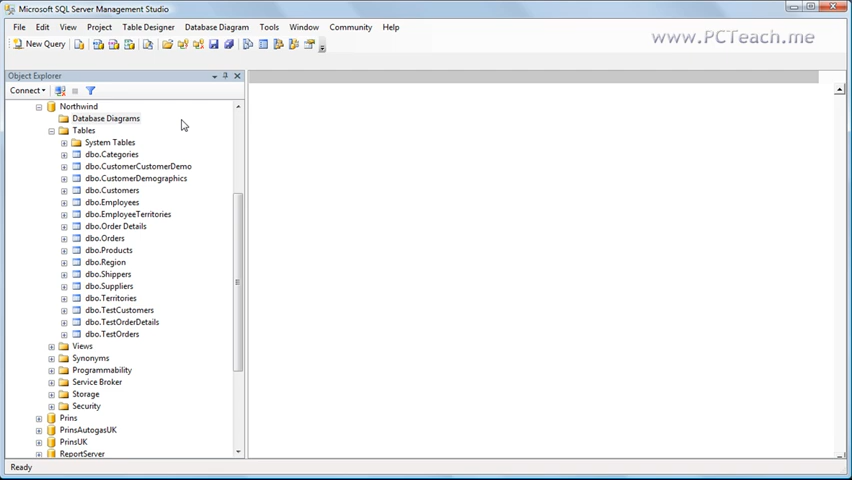 Microsoft SQL Server Management Studio
File Edit View Project Table Designer Database Diagram Tools Window Community Help
www.PCTeach.me
New Query
Object Explorer
Connect
Northwind
Database Diagrams
Tables
System Tables
dbo.Categories
dbo.CustomerCustomerDemo
dbo.CustomerDemographics
dbo.Customers
dbo.Employees
dbo.EmployeeTerritories
dbo.Order Details
dbo.Orders
dbo.Products
dbo.Region
dbo.Shippers
dbo.Suppliers
dbo.Territories
dbo.TestCustomers
dbo.TestOrderDetails
dbo.TestOrders
Views
Synonyms
Programmability
Service Broker
Storage
Security
Prins
PrinsAutogasUK
PrinsUK
ReportServer
Ready